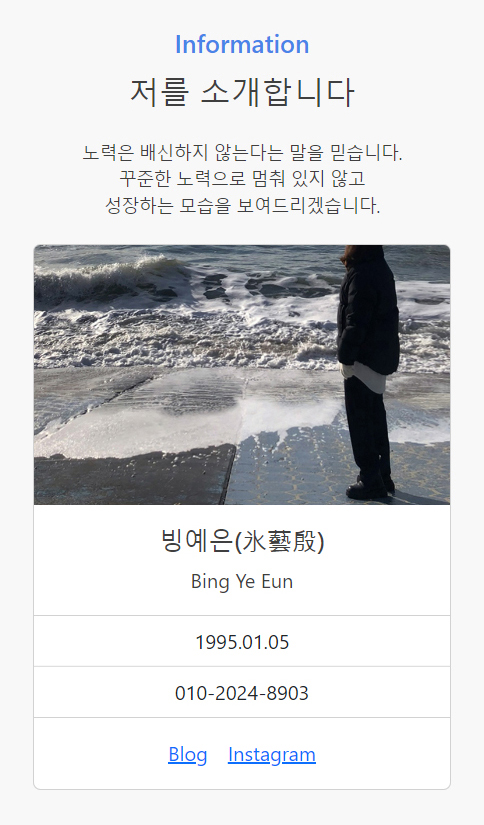 Information
저를 소개합니다
노력은 배신하지 않는다는 말을 믿습니다.
꾸준한 노력으로 멈춰 있지 않고
성장하는 모습을 보여드리겠습니다.
빙예은(氷藝殷)
Bing Ye Eun
1995.01.05
010-2024-8903
Blog Instagram